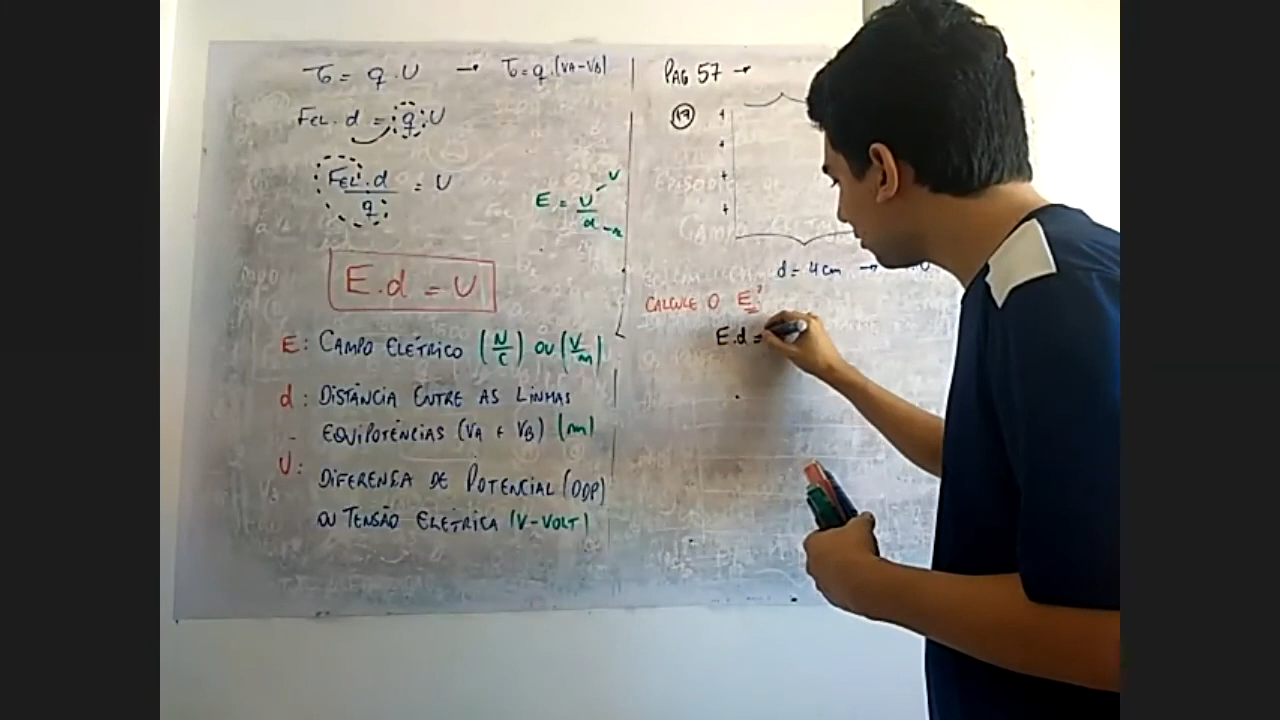 τ = q.U → τ = q.(VA-VB)
FEL.d = q.U
FEL.d / q = U
E = U/d → V
→ m
E.d = U
E: CAMPO ELÉTRICO (N/C) OU (V/m)
d: DISTÂNCIA ENTRE AS LINHAS
EQUIPOTÊNCIAS (VA E VB) (m)
U: DIFERENÇA DE POTENCIAL (DDP)
OU TENSÃO ELÉTRICA (V-VOLT)
PAG 57 →
+
+
+
+
d = 4 cm →
CALCULE O E?
E.d =